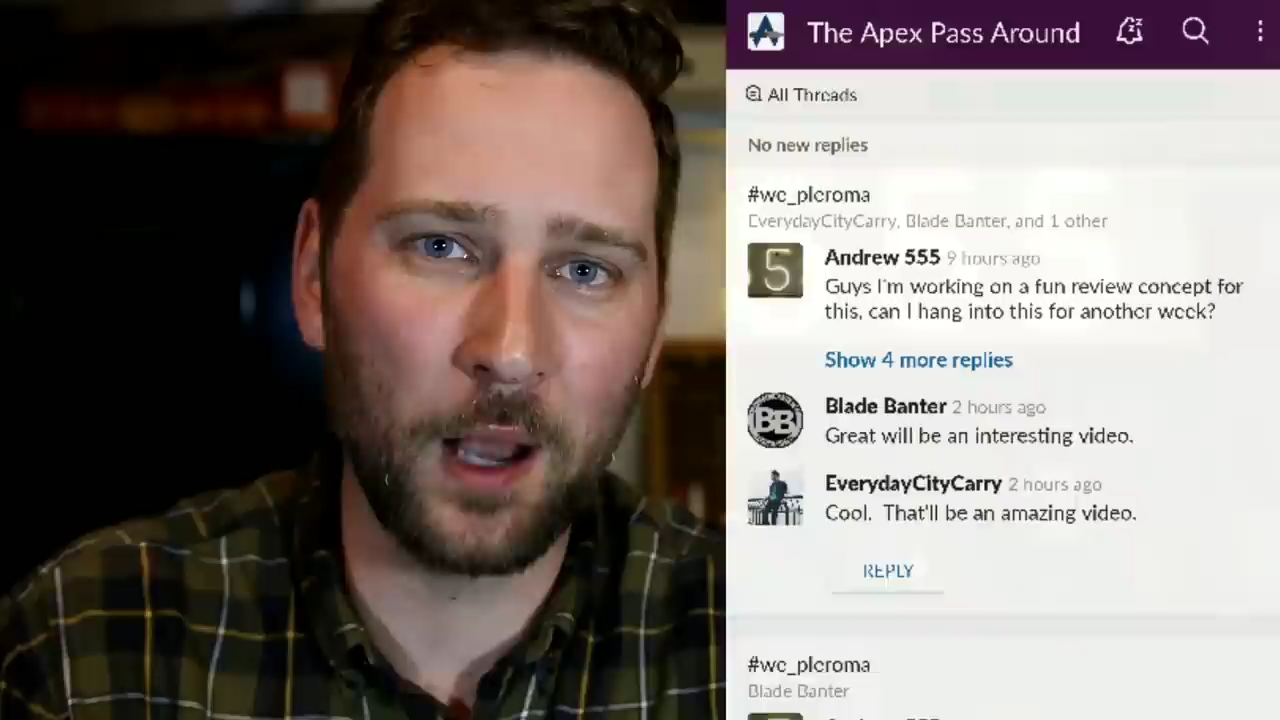 The Apex Pass Around
All Threads
No new replies
#we_pleroma
EverydayCityCarry, Blade Banter, and 1 other
Andrew 555 9 hours ago
Guys I'm working on a fun review concept for
this, can I hang into this for another week?
Show 4 more replies
BB
Blade Banter 2 hours ago
Great will be an interesting video.
EverydayCityCarry 2 hours ago
Cool. That'll be an amazing video.
REPLY
#we_pleroma
Blade Banter